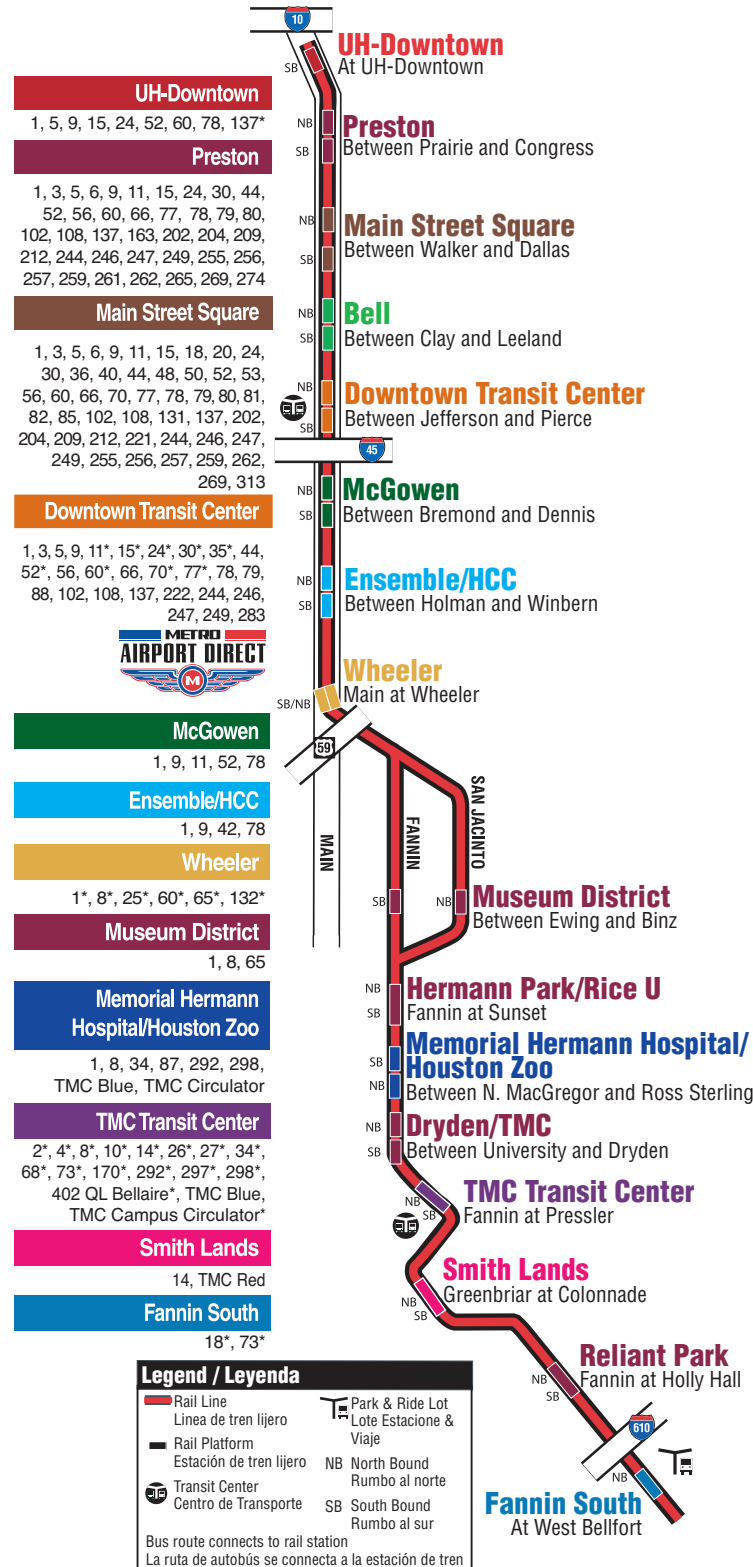 10
UH-Downtown
SB
At UH-Downtown
UH-Downtown
1, 5, 9, 15, 24, 52, 60, 78, 137*
NB
Preston
SB
Between Prairie and Congress
Preston
1, 3, 5, 6, 9, 11, 15, 24, 30, 44,
52, 56, 60, 66, 77, 78, 79, 80,
102, 108, 137, 163, 202, 204, 209,
212, 244, 246, 247, 249, 255, 256,
257, 259, 261, 262, 265, 269, 274
NB
Main Street Square
SB
Between Walker and Dallas
Main Street Square
1, 3, 5, 6, 9, 11, 15, 18, 20, 24,
30, 36, 40, 44, 48, 50, 52, 53,
56, 60, 66, 70, 77, 78, 79, 80, 81,
82, 85, 102, 108, 131, 137, 202,
204, 209, 212, 221, 244, 246, 247,
249, 255, 256, 257, 259, 262,
269, 313
NB
Bell
SB
Between Clay and Leeland
NB
Downtown Transit Center
SB
Between Jefferson and Pierce
45
Downtown Transit Center
1, 3, 5, 9, 11*, 15*, 24*, 30*, 35*, 44,
52*, 56, 60*, 66, 70*, 77*, 78, 79,
88, 102, 108, 137, 222, 244, 246,
247, 249, 283
METRO
AIRPORT DIRECT
M
NB
McGowen
SB
Between Bremond and Dennis
NB
Ensemble/HCC
SB
Between Holman and Winbern
Wheeler
SB/NB
Main at Wheeler
59
McGowen
1, 9, 11, 52, 78
Ensemble/HCC
1, 9, 42, 78
Wheeler
1*, 8*, 25*, 60*, 65*, 132*
MAIN
FANNIN
SAN JACINTO
SB
NB
Museum District
Between Ewing and Binz
Museum District
1, 8, 65
NB
Hermann Park/Rice U
SB
Fannin at Sunset
Memorial Hermann
Hospital/Houston Zoo
1, 8, 34, 87, 292, 298,
TMC Blue, TMC Circulator
SB
Memorial Hermann Hospital/
Houston Zoo
NB
Between N. MacGregor and Ross Sterling
NB
Dryden/TMC
SB
Between University and Dryden
TMC Transit Center
2*, 4*, 8*, 10*, 14*, 26*, 27*, 34*,
68*, 73*, 170*, 292*, 297*, 298*,
402 QL Bellaire*, TMC Blue,
TMC Campus Circulator*
NB
SB
TMC Transit Center
Fannin at Pressler
Smith Lands
14, TMC Red
Smith Lands
Greenbriar at Colonnade
NB
SB
Fannin South
18*, 73*
Reliant Park
Fannin at Holly Hall
NB
SB
610
NB
Fannin South
At West Bellfort
Legend / Leyenda
Rail Line
Linea de tren lijero
Rail Platform
Estación de tren lijero
Transit Center
Centro de Transporte
Park & Ride Lot
Lote Estacione &
Viaje
NB North Bound
Rumbo al norte
SB South Bound
Rumbo al sur
Bus route connects to rail station
La ruta de autobús se connecta a la estación de tren